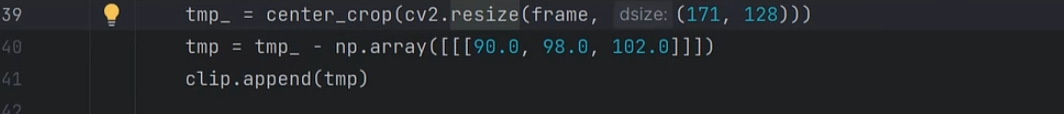 39 tmp_ = center_crop(cv2.resize(frame, dsize: (171, 128)))
40 tmp = tmp_ - np.array([[[90.0, 98.0, 102.0]]])
41 clip.append(tmp)
42